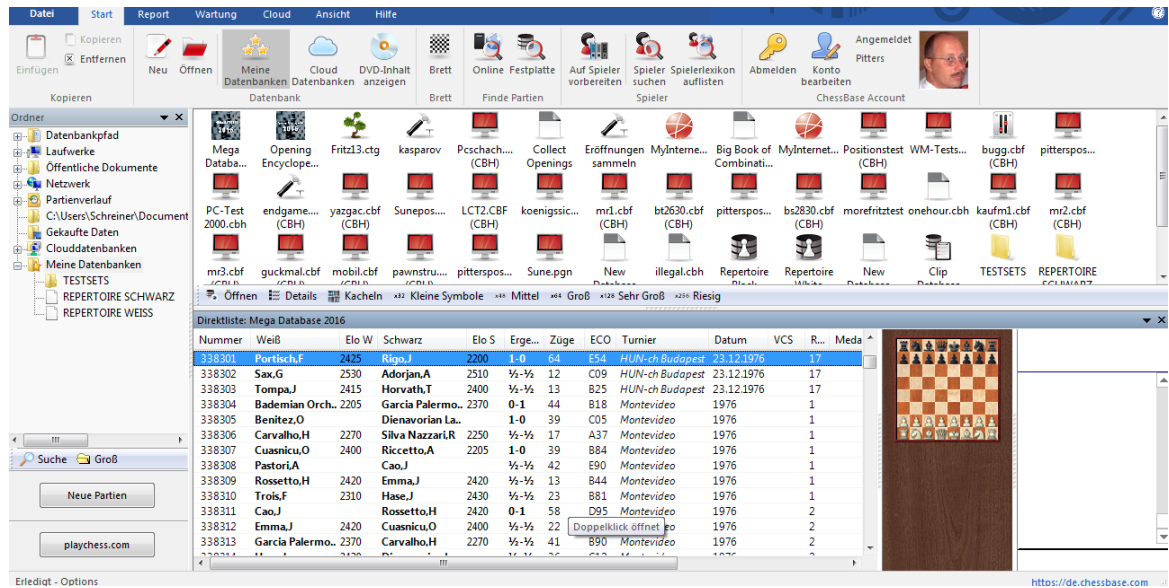 Datei Start Report Wartung Cloud Ansicht Hilfe
Einfügen
Kopieren
Entfernen
Neu Öffnen Meine Datenbanken Cloud Datenbanken DVD-Inhalt anzeigen
Brett
Online Festplatte
Auf Spieler vorbereiten Spieler suchen Spielerlexikon auflisten
Abmelden Konto bearbeiten
Angemeldet
Pitters
Kopieren Datenbank Brett Finde Partien Spieler ChessBase Account
Ordner
Datenbankpfad
Laufwerke
Öffentliche Dokumente
Netzwerk
Partienverlauf
C:\Users\Schreiner\Document
Gekaufte Daten
Clouddatenbanken
Meine Datenbanken
TESTSETS
REPERTOIRE SCHWARZ
REPERTOIRE WEISS
Suche Groß
Neue Partien
playchess.com
Mega Databa... Opening Encyclope... Fritz13.ctg kasparov Pcschach.... (CBH) Collect Openings Eröffnungen sammeln MyInterne... Big Book of Combinati... MyInternet... Positionstest (CBH) WM-Tests... bugg.cbf (CBH) pitterspos...
PC-Test 2000.cbh endgame.... (CBH) yazgac.cbf (CBH) Sunepos.... LCT2.CBF (CBH) koenigssic... mr1.cbf (CBH) bt2630.cbf (CBH) pitterspos... bs2830.cbf (CBH) morefritztest onehour.cbh kaufm1.cbf (CBH) mr2.cbf (CBH)
mr3.cbf guckmal.cbf mobil.cbf pawnstru.... pitterspos... Sune.pgn New illegal.cbh Repertoire Repertoire New Clip TESTSETS REPERTOIRE
Öffnen Details Kacheln x32 Kleine Symbole x48 Mittel x64 Groß x128 Sehr Groß x256 Riesig
Direktliste: Mega Database 2016
Nummer Weiß Elo W Schwarz Elo S Erge... Züge ECO Turnier Datum VCS R... Meda
338301 Portisch,F 2425 Rigo,J 2200 1-0 64 E54 HUN-ch Budapest 23.12.1976 17
338302 Sax,G 2530 Adorjan,A 2510 ½-½ 12 C09 HUN-ch Budapest 23.12.1976 17
338303 Tompa,J 2415 Horvath,T 2400 ½-½ 13 B25 HUN-ch Budapest 23.12.1976 17
338304 Bademian Orch.. 2205 Garcia Palermo.. 2370 0-1 44 B18 Montevideo 1976 1
338305 Benitez,O Dienavorian La.. 1-0 39 C05 Montevideo 1976 1
338306 Carvalho,H 2270 Silva Nazzari,R 2250 ½-½ 17 A37 Montevideo 1976 1
338307 Cuasnicu,O 2400 Riccetto,A 2205 1-0 39 B84 Montevideo 1976 1
338308 Pastori,A Cao,J ½-½ 42 E90 Montevideo 1976 1
338309 Rossetto,H 2420 Emma,J 2420 ½-½ 13 B44 Montevideo 1976 1
338310 Trois,F 2310 Hase,J 2430 ½-½ 23 B81 Montevideo 1976 1
338311 Cao,J Rossetto,H 2420 0-1 58 D95 Montevideo 1976 2
338312 Emma,J 2420 Cuasnicu,O 2400 ½-½ 22 Doppelklick öffnet 1976 2
338313 Garcia Palermo.. 2370 Carvalho,H 2270 ½-½ 41 B90 Montevideo 1976 2
Erledigt - Options
https://de.chessbase.com